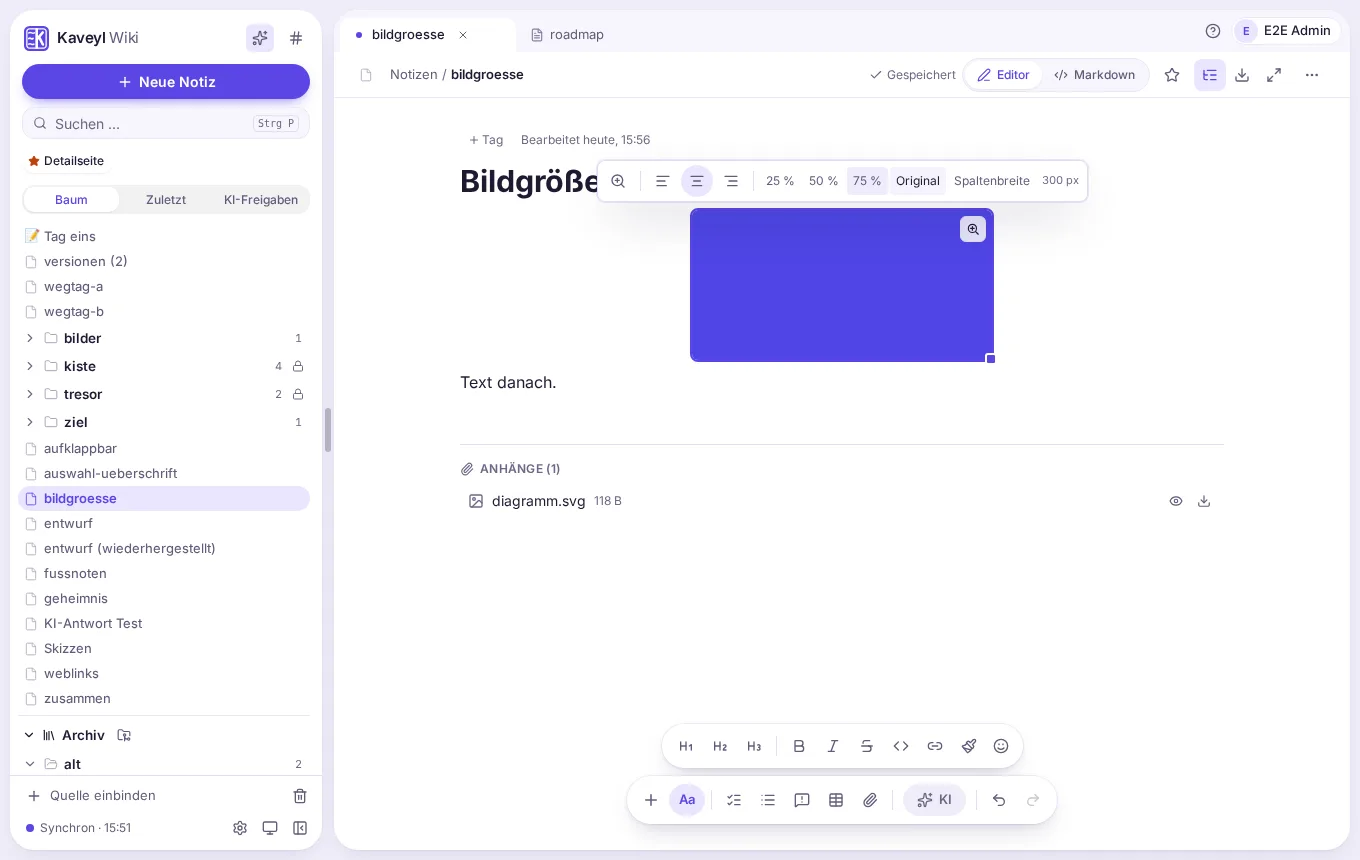 Kaveyl Wiki
Neue Notiz
Suchen ...
Strg P
Detailseite
Baum
Zuletzt
KI-Freigaben
Tag eins
versionen (2)
wegtag-a
wegtag-b
bilder 1
kiste 4
tresor 2
ziel 1
aufklappbar
auswahl-ueberschrift
bildgroesse
entwurf
entwurf (wiederhergestellt)
fussnoten
geheimnis
KI-Antwort Test
Skizzen
weblinks
zusammen
Archiv
alt 2
Quelle einbinden
Synchron · 15:51
bildgroesse
roadmap
E E2E Admin
Notizen / bildgroesse
Gespeichert
Editor
Markdown
+ Tag
Bearbeitet heute, 15:56
Bildgröße
25 %
50 %
75 %
Original
Spaltenbreite
300 px
Text danach.
ANHÄNGE (1)
diagramm.svg 118 B
H1 H2 H3
Aa
KI